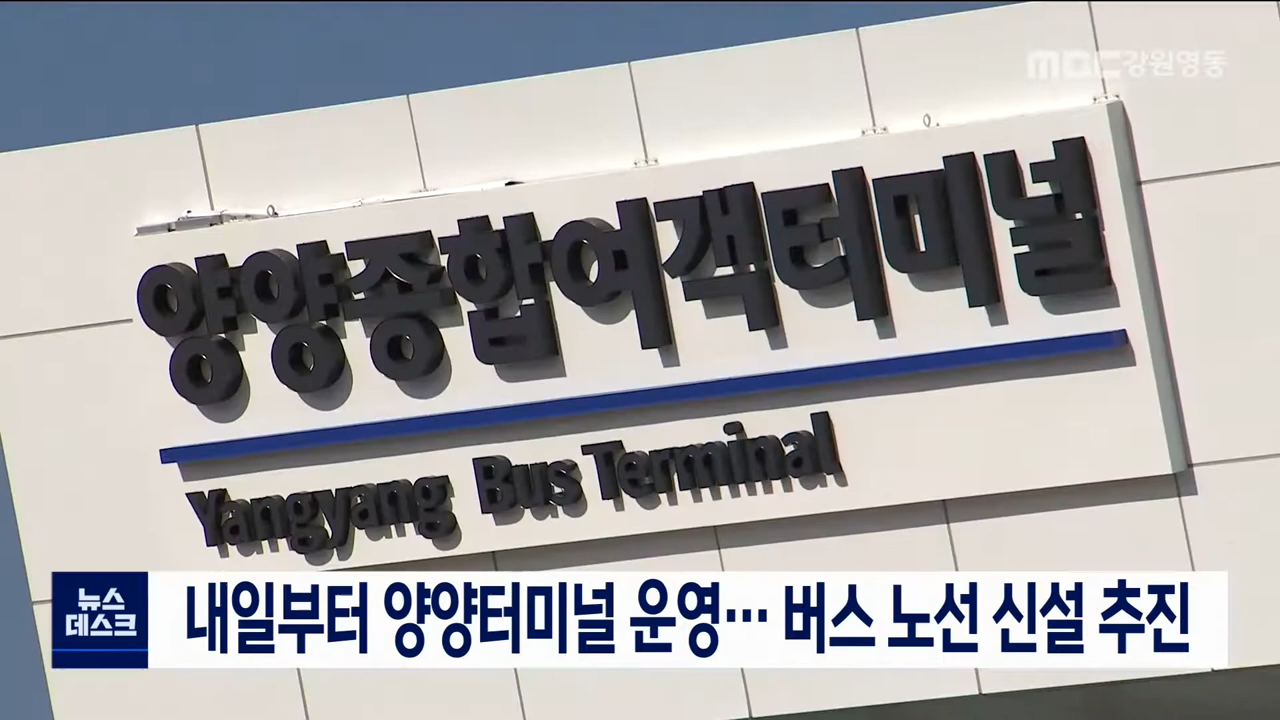 MBC강원영동
양양종합여객터미널
Yangyang Bus Terminal
뉴스
데스크
내일부터 양양터미널 운영… 버스 노선 신설 추진